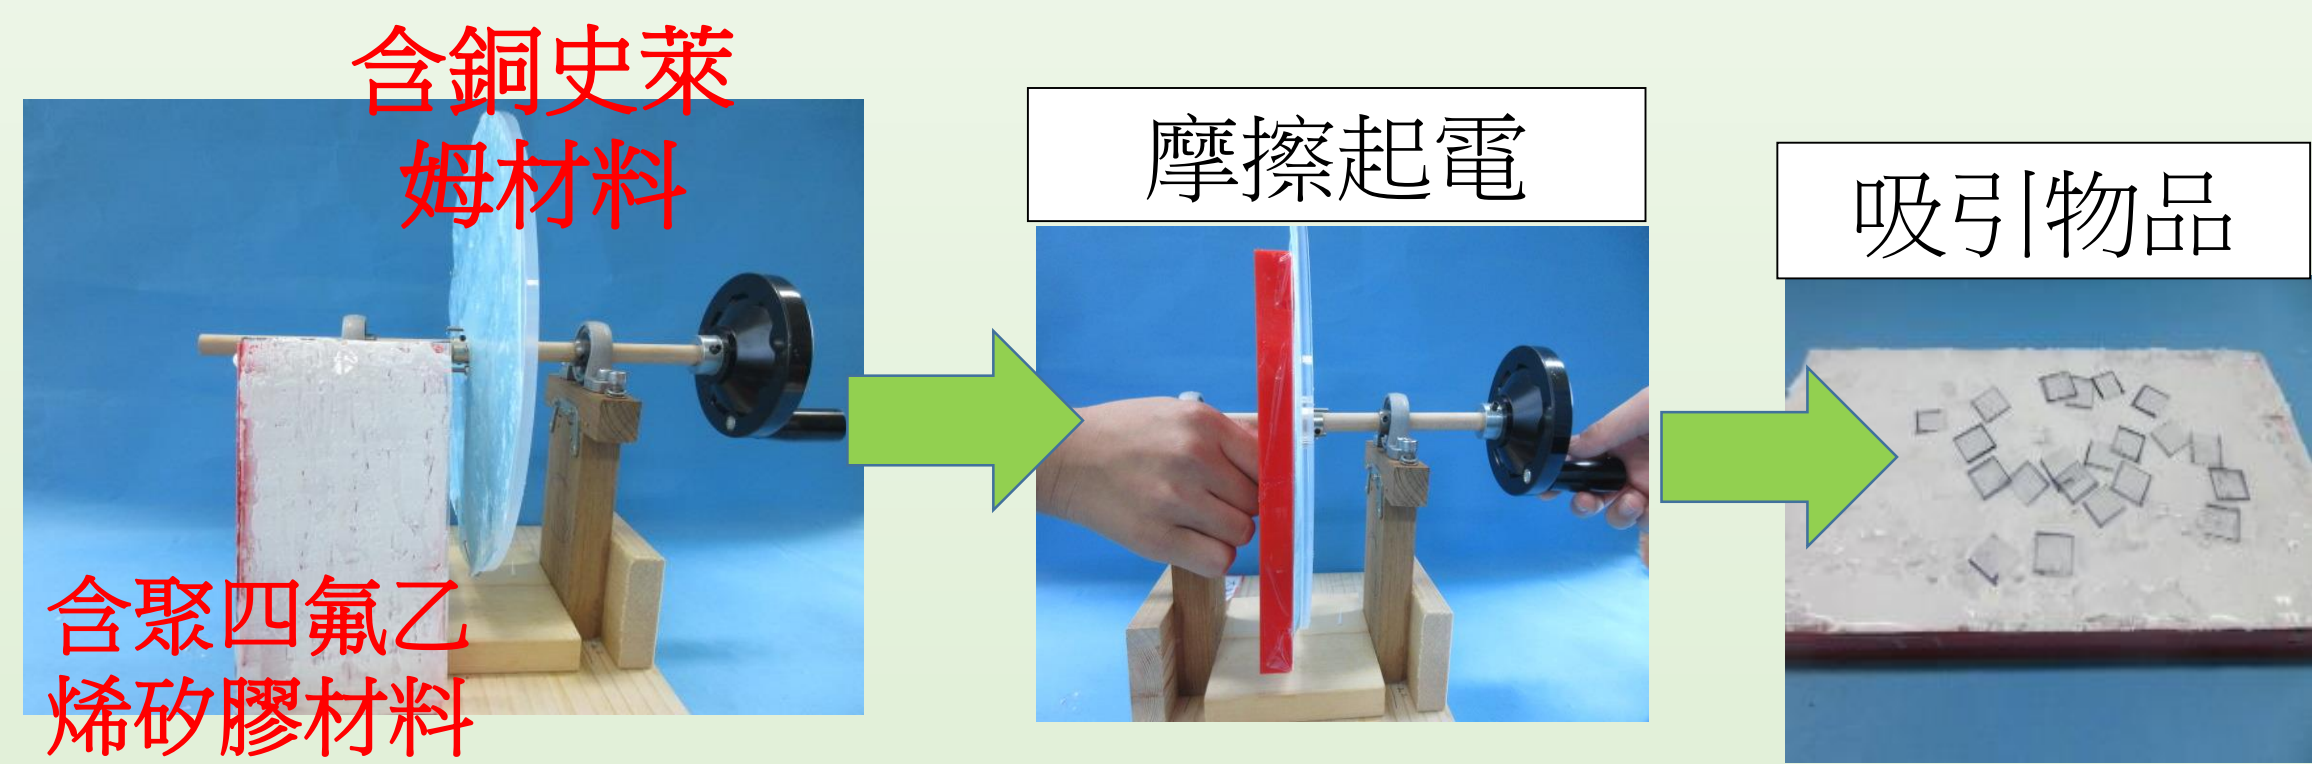 含銅史萊
姆材料
含聚四氟乙
烯矽膠材料
摩擦起電
吸引物品